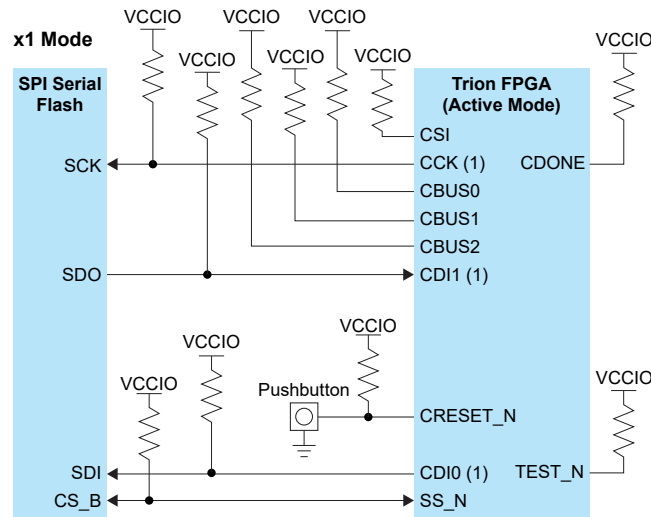 x1 Mode
VCCIO
VCCIO
VCCIO
VCCIO
VCCIO
VCCIO
VCCIO
SPI Serial
Flash
Trion FPGA
(Active Mode)
CSI
SCK
CCK (1)
CDONE
CBUS0
CBUS1
CBUS2
SDO
CDI1 (1)
VCCIO
VCCIO
VCCIO
VCCIO
Pushbutton
CRESET_N
SDI
CDI0 (1)
TEST_N
CS_B
SS_N